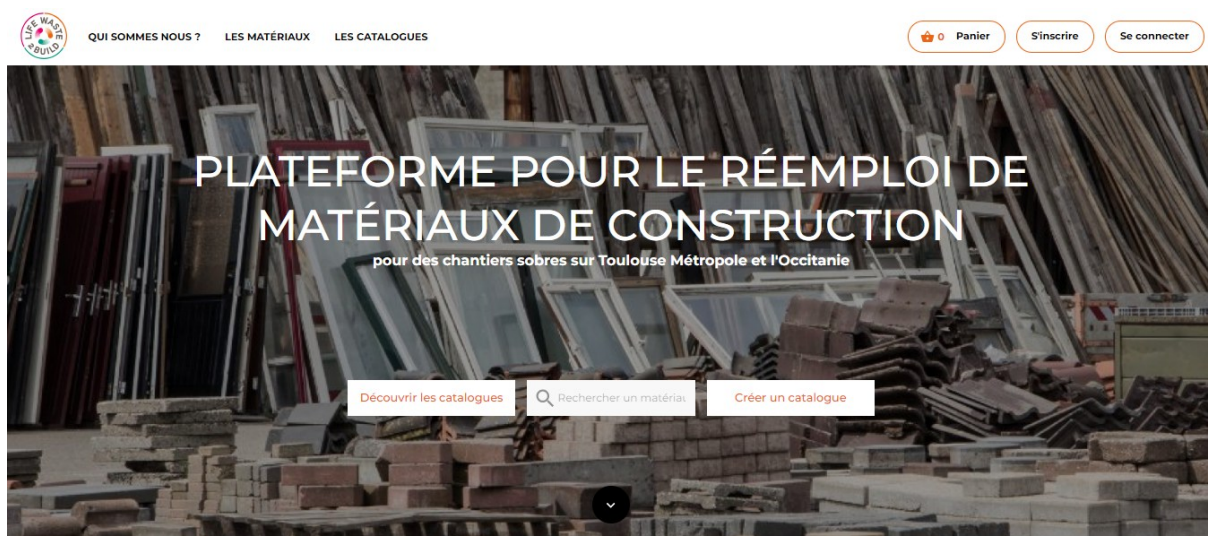 LIFE WASTE
2 BUILD
QUI SOMMES NOUS ?
LES MATÉRIAUX
LES CATALOGUES
0 Panier
S'inscrire
Se connecter
PLATEFORME POUR LE RÉEMPLOI DE
MATÉRIAUX DE CONSTRUCTION
pour des chantiers sobres sur Toulouse Métropole et l'Occitanie
Découvrir les catalogues
Rechercher un matériau
Créer un catalogue